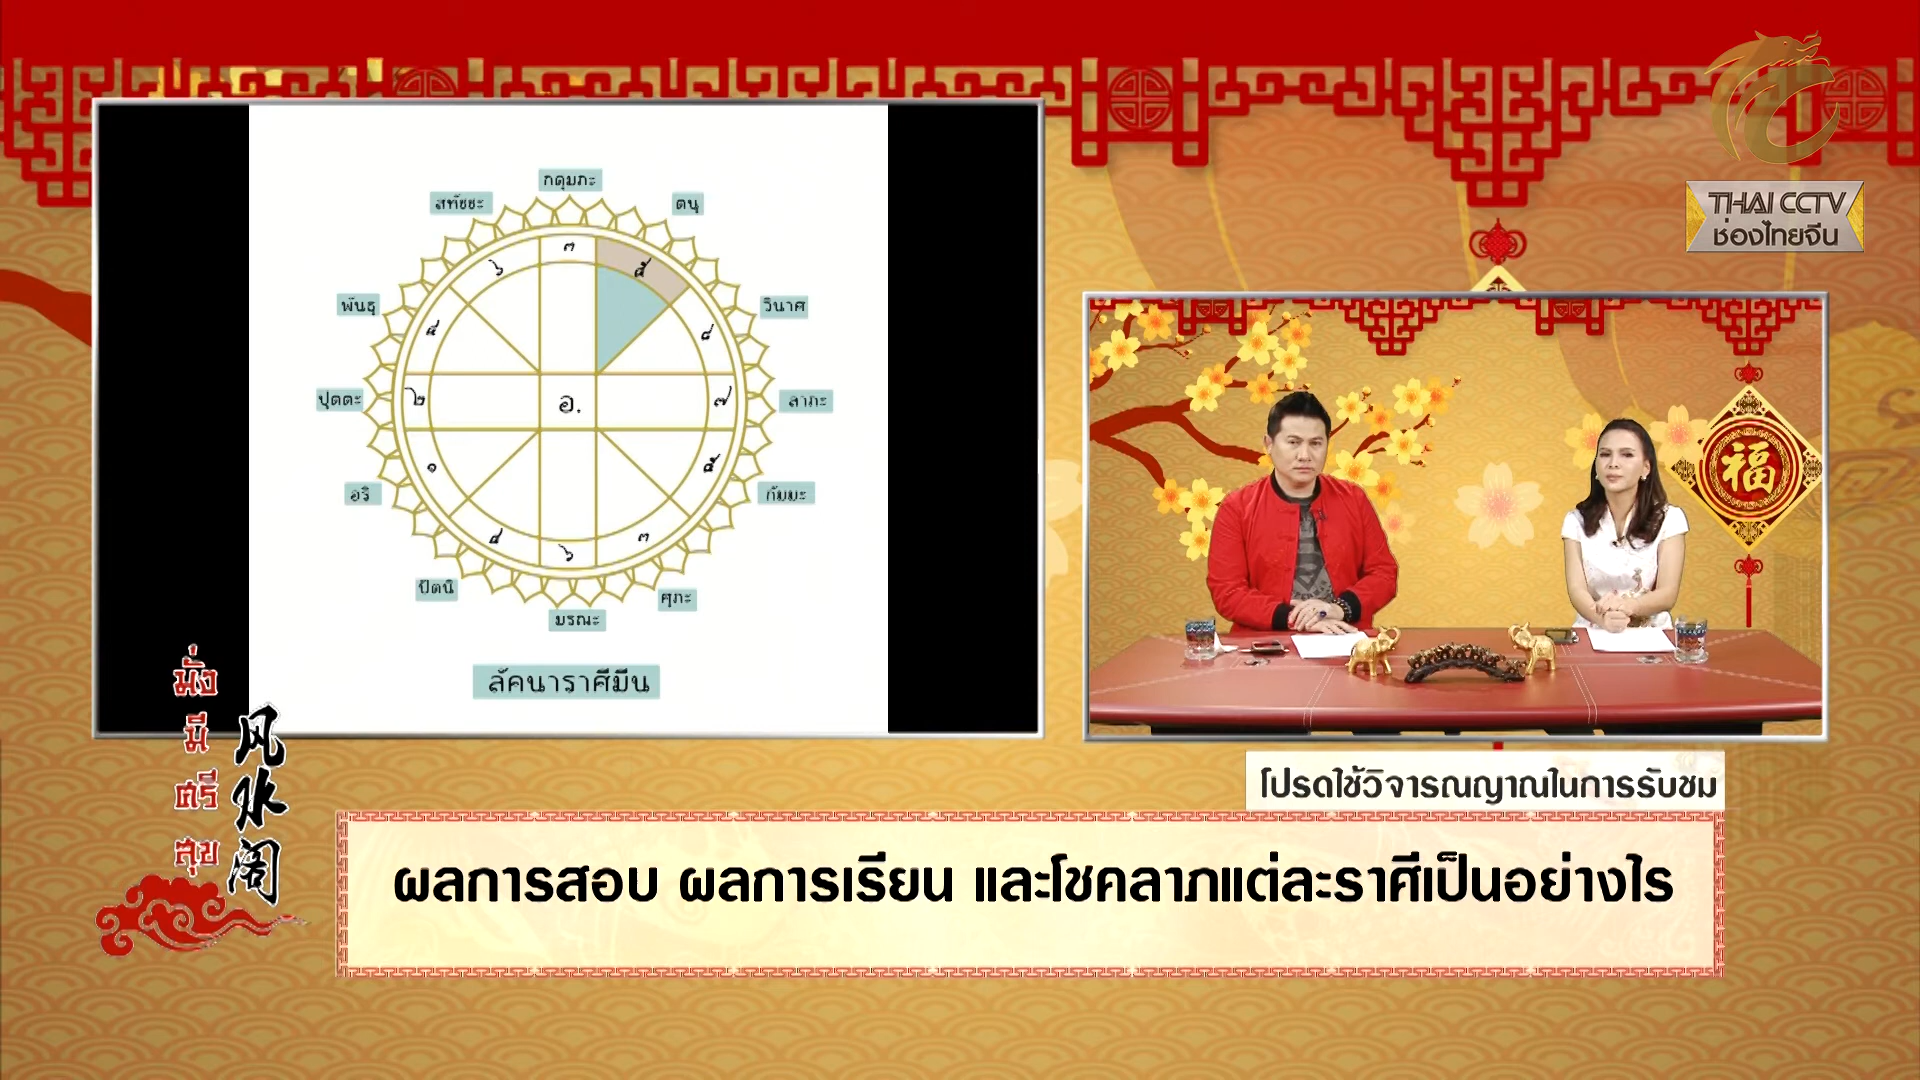 กดุมภะ
สหัชชะ
ตนุ
พันธุ
วินาศ
ปุตตะ
ลาภะ
อริ
กัมมะ
ปัตนิ
ศุภะ
มรณะ
๓
๖
๕
๔
๘
๒
อ.
๗
๑
๕
๔
๖
๓
ลัคนาราศีมีน
THAI CCTV
ช่องไทยจีน
福
มั่ง
มี
ศรี
สุข
风水阁
โปรดใช้วิจารณญาณในการรับชม
ผลการสอบ ผลการเรียน และโชคลาภแต่ละราศีเป็นอย่างไร